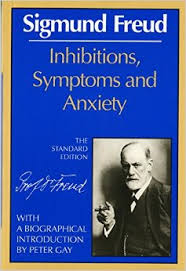 Sigmund Freud
Inhibitions,
Symptoms and
Anxiety
THE
STANDARD
EDITION
WITH
A BIOGRAPHICAL
INTRODUCTION
BY PETER GAY